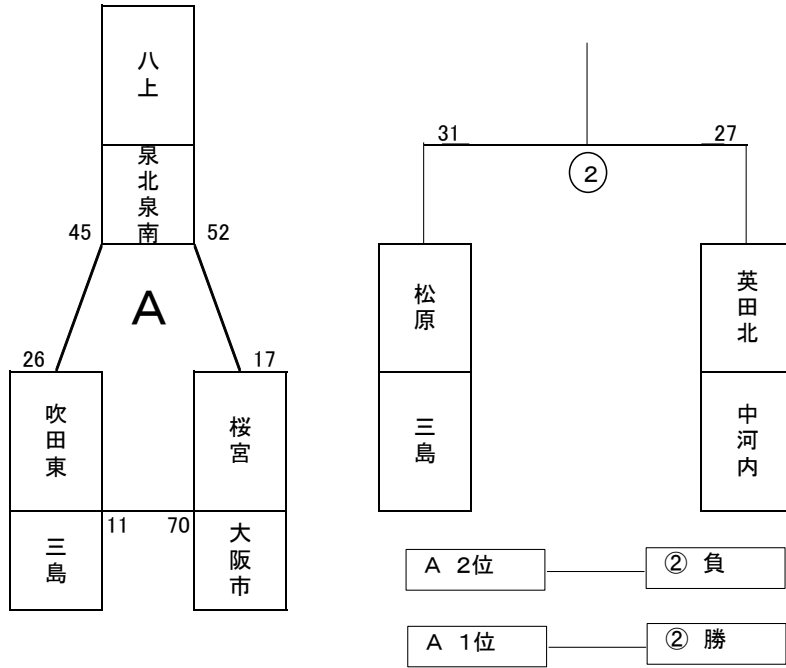 八上
泉北泉南
45
52
A
26
17
吹田東
三島
桜宮
大阪市
11
70
31
27
②
松原
三島
英田北
中河内
A 2位
② 負
A 1位
② 勝